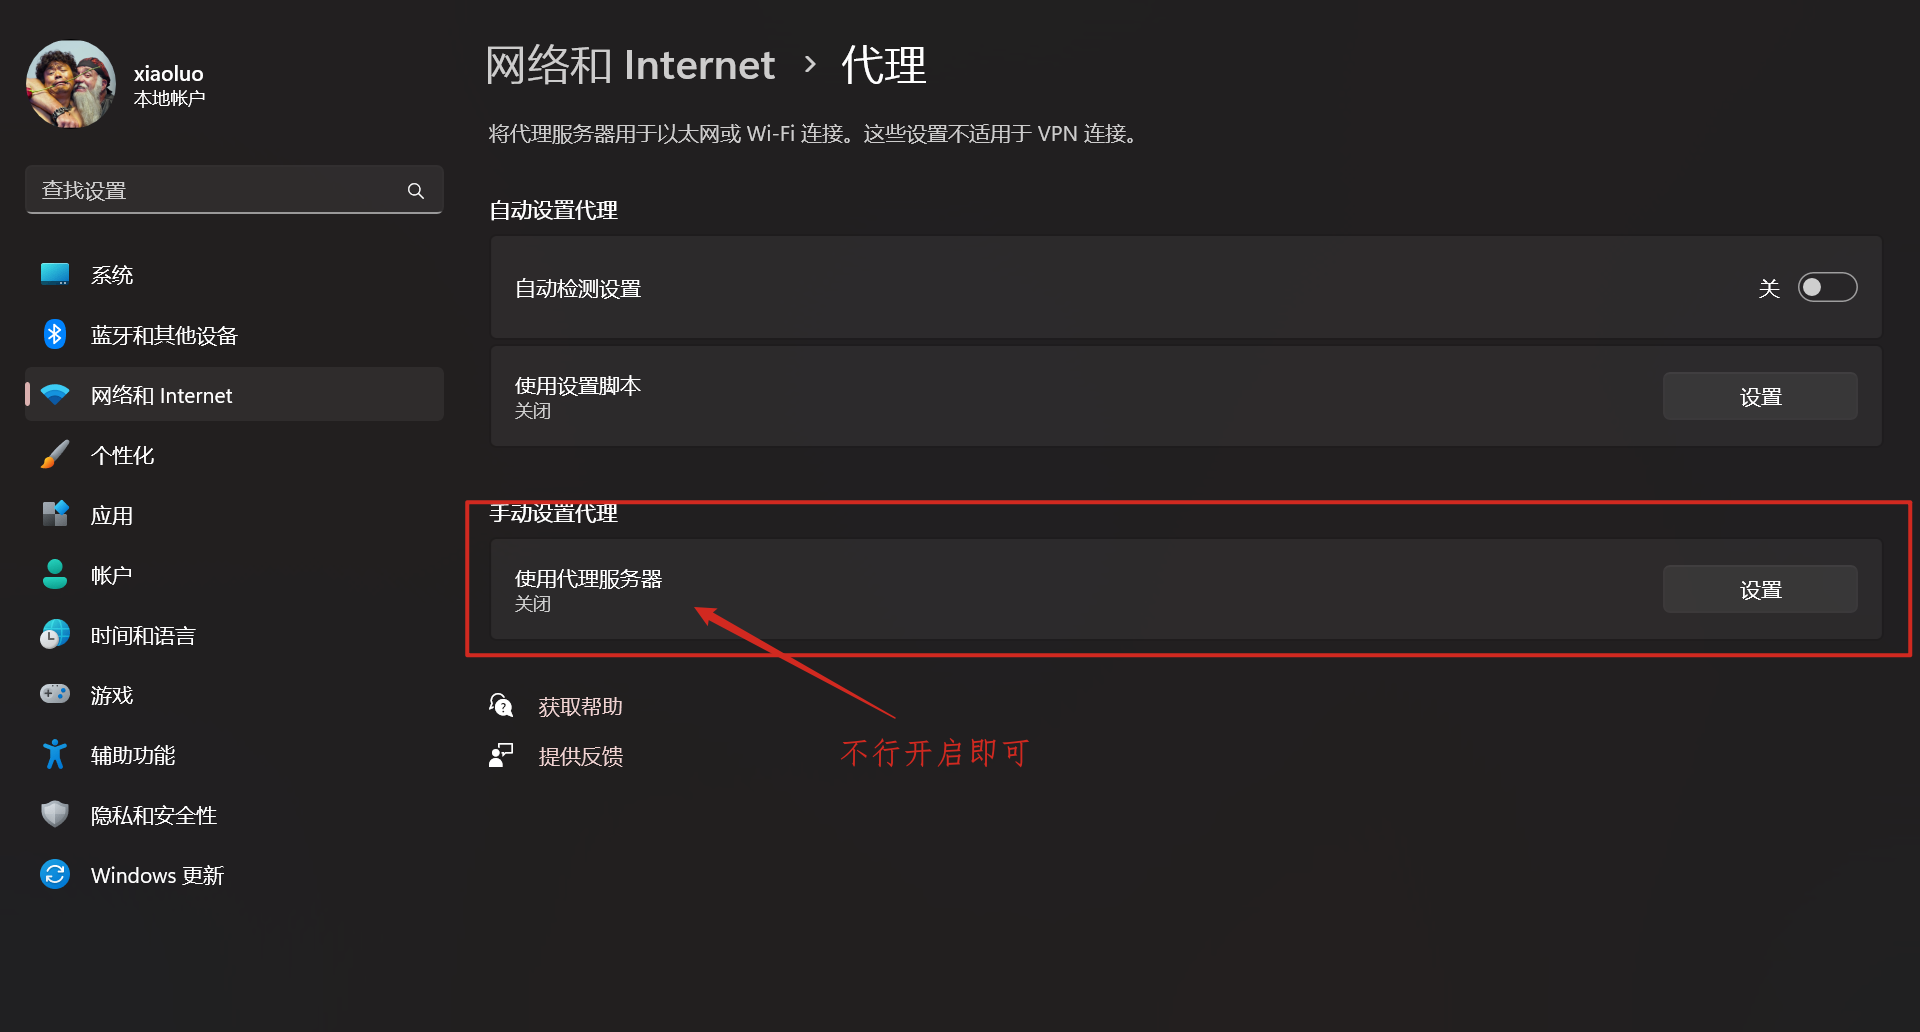 xiaoluo
本地帐户
查找设置
系统
蓝牙和其他设备
网络和 Internet
个性化
应用
帐户
时间和语言
游戏
辅助功能
隐私和安全性
Windows 更新
网络和 Internet › 代理
将代理服务器用于以太网或 Wi-Fi 连接。这些设置不适用于 VPN 连接。
自动设置代理
自动检测设置
关
使用设置脚本
关闭
设置
手动设置代理
使用代理服务器
关闭
设置
获取帮助
提供反馈
不行开启即可